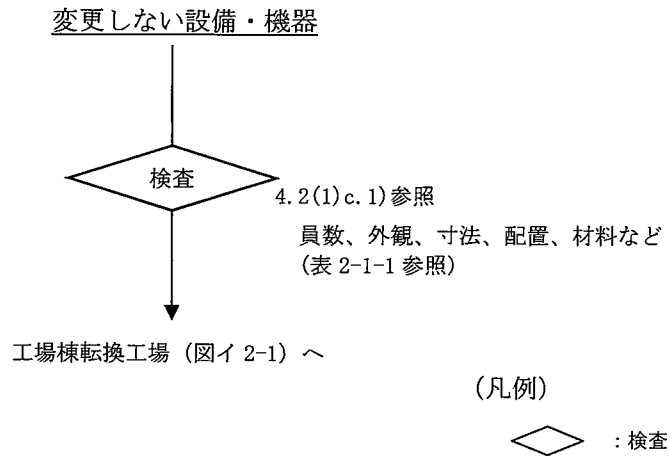 変更しない設備・機器
検査
4.2(1)c.1)参照
員数、外観、寸法、配置、材料など
(表 2-I-1 参照)
工場棟転換工場（図イ 2-1）へ
(凡例)
：検査